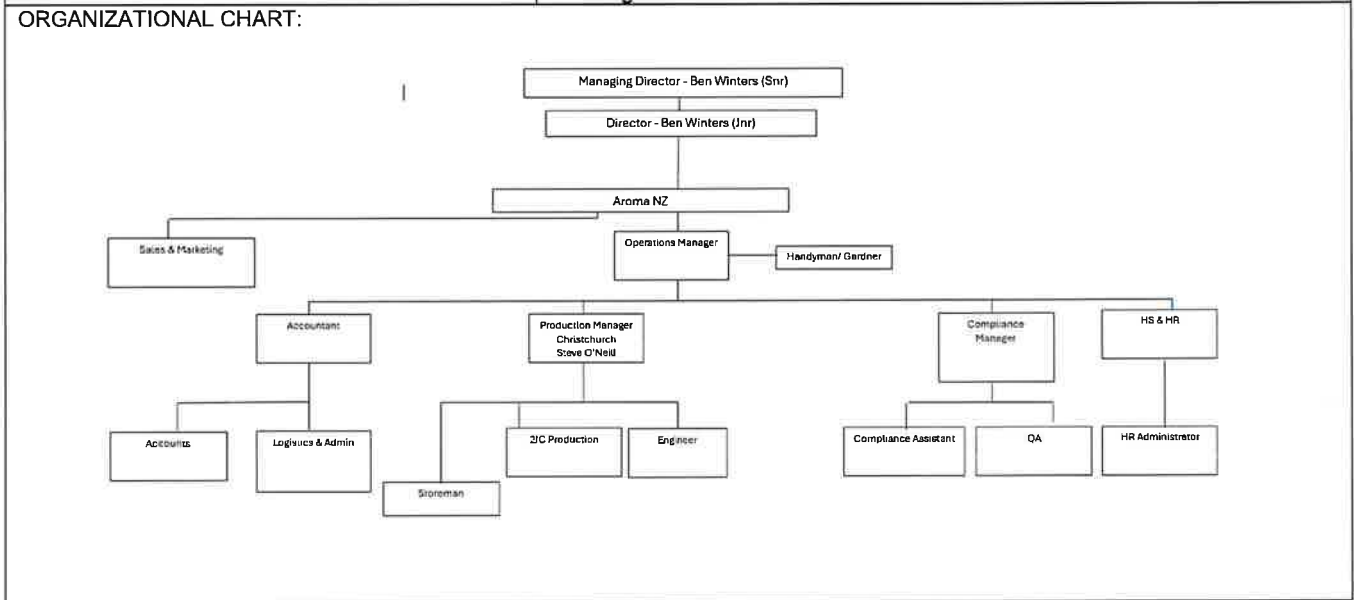 ORGANIZATIONAL CHART:
Managing Director - Ben Winters (Snr)
Director - Ben Winters (Jnr)
Aroma NZ
Sales & Marketing
Operations Manager
Handyman/ Gardner
Accountant
Production Manager
Christchurch
Steve O'Neill
Compliance
Manager
HS & HR
Accounts
Logistics & Admin
2IC Production
Engineer
Compliance Assistant
QA
HR Administrator
Storeman